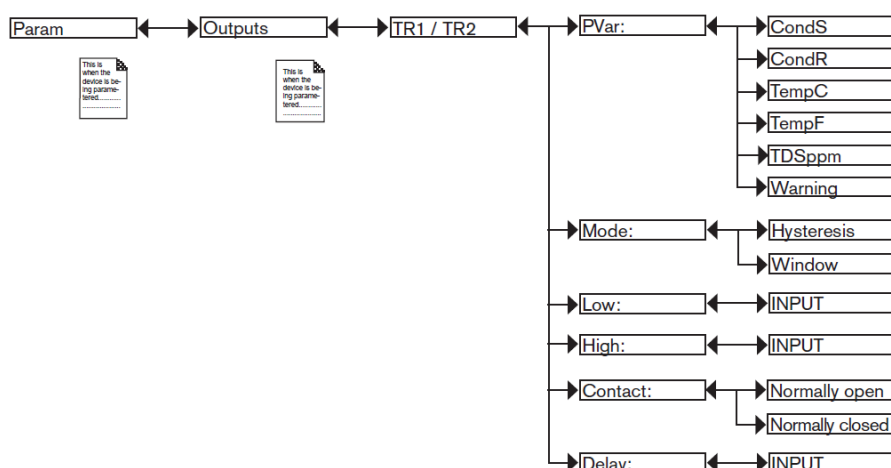 Param
Outputs
TR1 / TR2
PVar:
CondS
CondR
TempC
TempF
TDSppm
Warning
This is
when the
device is be-
ing parame-
tered............
......................
This is
when the
device is be-
ing parame-
tered............
......................
Mode:
Hysteresis
Window
Low:
INPUT
High:
INPUT
Contact:
Normally open
Normally closed
Delay:
INPUT